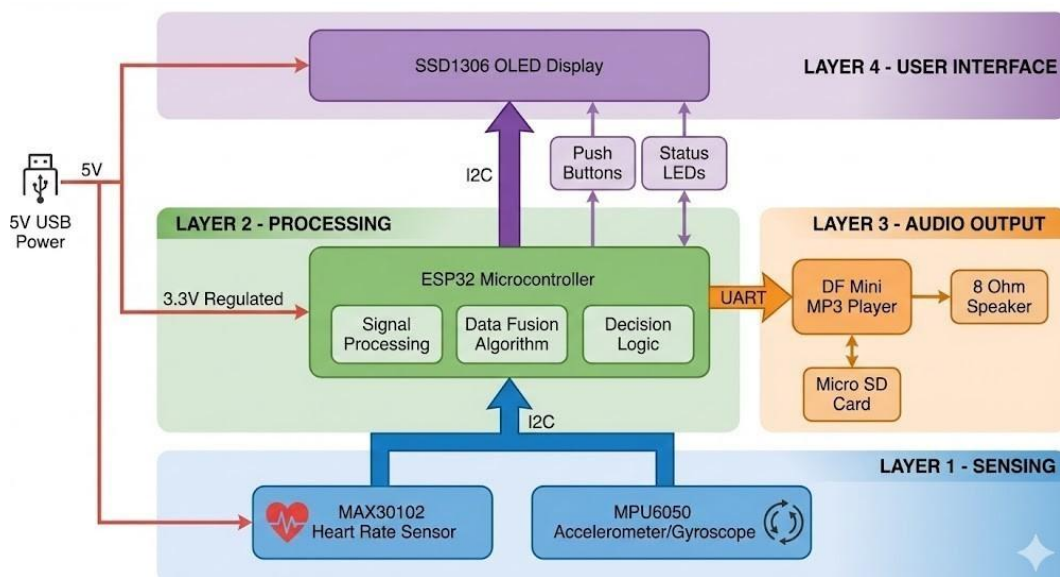 SSD1306 OLED Display
LAYER 4 - USER INTERFACE
5V
I2C
Push
Buttons
Status
LEDs
5V USB
Power
LAYER 2 - PROCESSING
LAYER 3 - AUDIO OUTPUT
ESP32 Microcontroller
3.3V Regulated
Signal
Processing
Data Fusion
Algorithm
Decision
Logic
UART
DF Mini
MP3 Player
8 Ohm
Speaker
Micro SD
Card
I2C
LAYER 1 - SENSING
MAX30102
Heart Rate Sensor
MPU6050
Accelerometer/Gyroscope